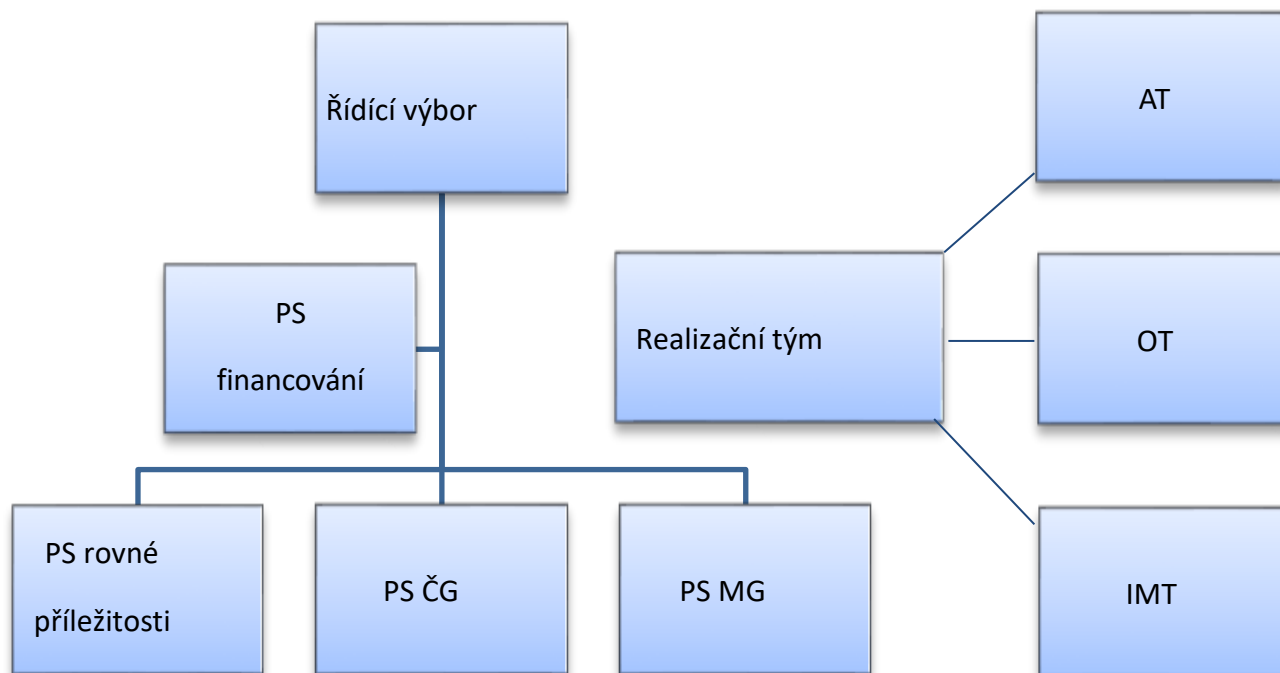 Řídící výbor
AT
PS
financování
Realizační tým
OT
PS rovné
příležitosti
PS ČG
PS MG
IMT